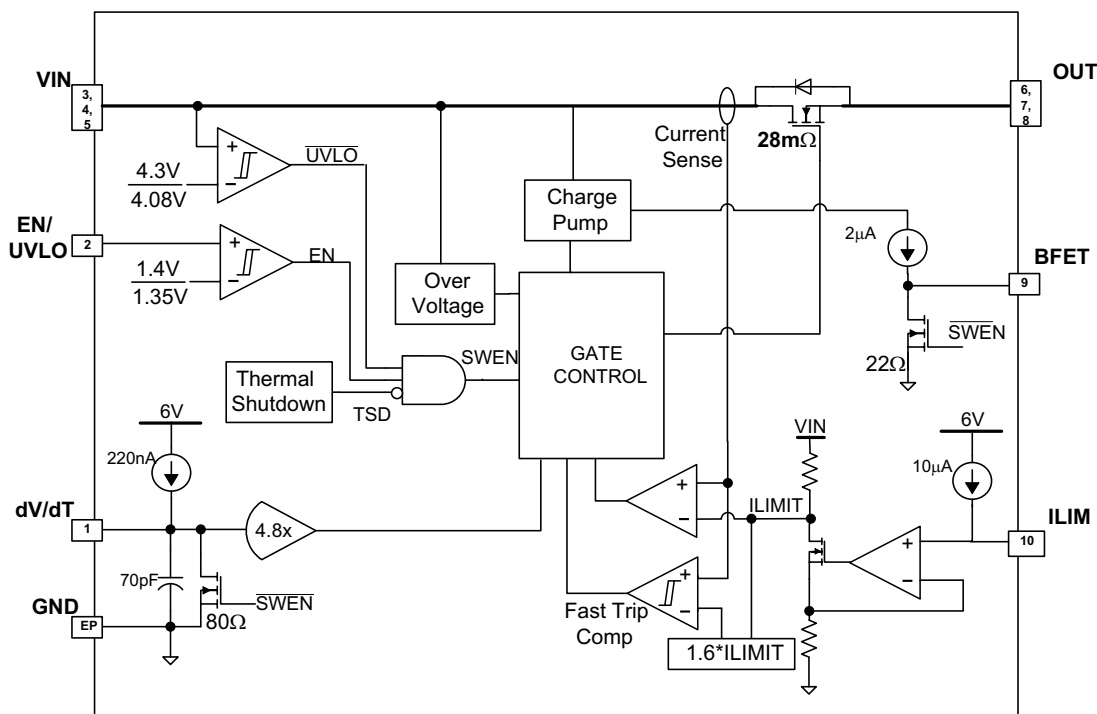 VIN
3,
4,
5
OUT
6,
7,
8
Current
Sense
28mΩ
UVLO
4.3V
4.08V
+
−
Charge
Pump
EN/
UVLO
2
2µA
+
−
EN
1.4V
1.35V
Over
Voltage
BFET
9
SWEN
22Ω
GATE
CONTROL
SWEN
Thermal
Shutdown
TSD
6V
220nA
VIN
6V
10µA
dV/dT
1
4.8x
+
−
ILIMIT
ILIM
10
+
−
70pF
SWEN
80Ω
GND
EP
+
−
Fast Trip
Comp
1.6*ILIMIT